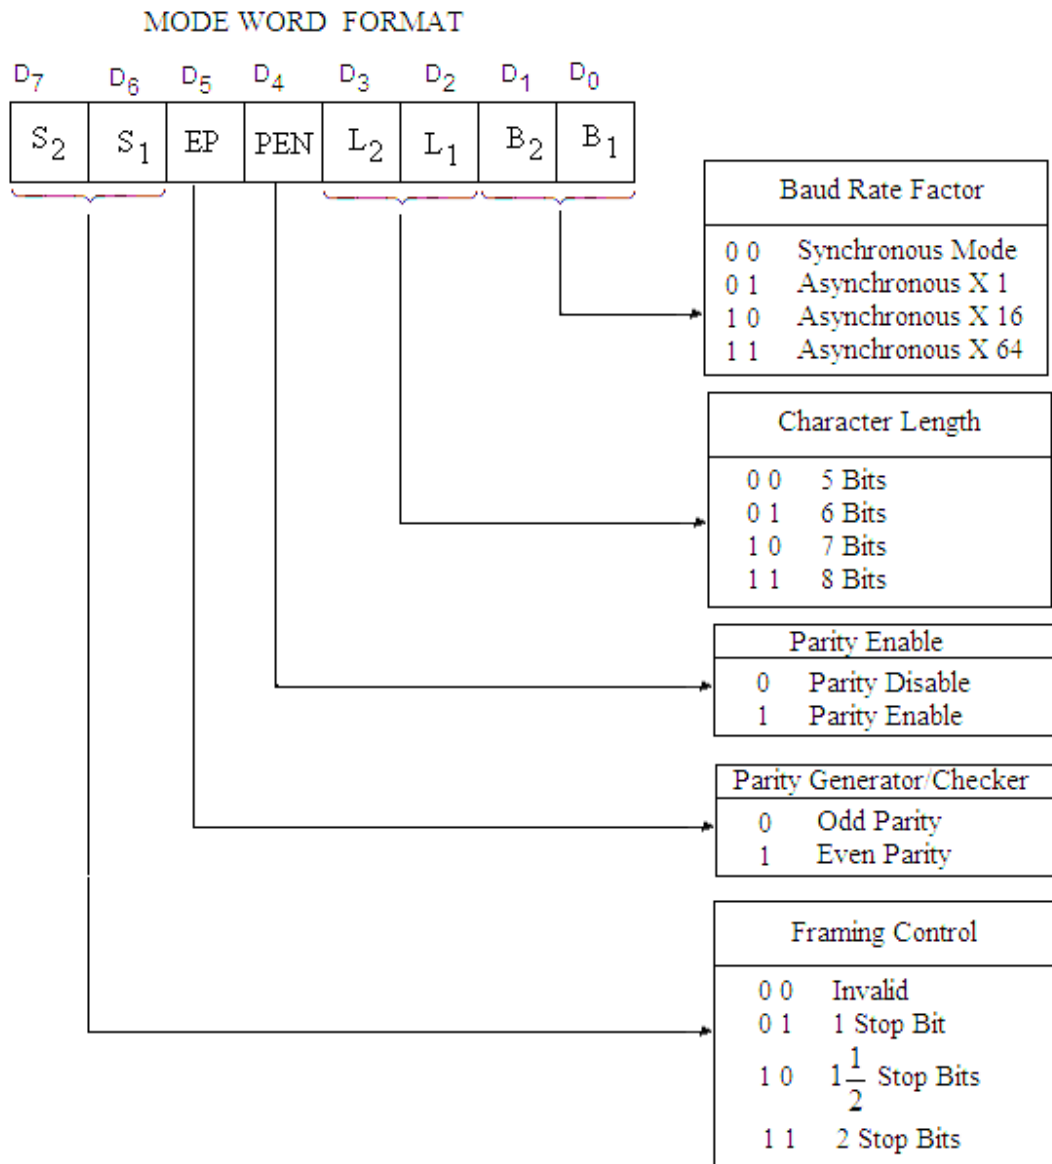 MODE WORD FORMAT
D7 D6 D5 D4 D3 D2 D1 D0
S2 S1 EP PEN L2 L1 B2 B1
Baud Rate Factor
0 0 Synchronous Mode
0 1 Asynchronous X 1
1 0 Asynchronous X 16
1 1 Asynchronous X 64
Character Length
0 0 5 Bits
0 1 6 Bits
1 0 7 Bits
1 1 8 Bits
Parity Enable
0 Parity Disable
1 Parity Enable
Parity Generator/Checker
0 Odd Parity
1 Even Parity
Framing Control
0 0 Invalid
0 1 1 Stop Bit
1 0 1 1/2 Stop Bits
1 1 2 Stop Bits